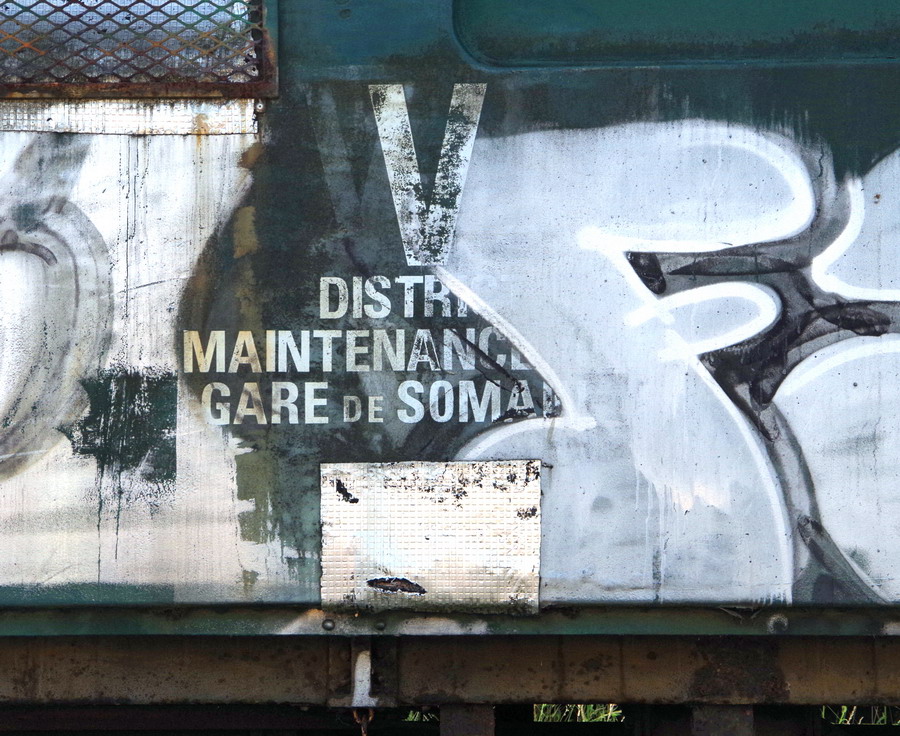 V
DISTRI
MAINTENANCE
GARE DE SOMAI